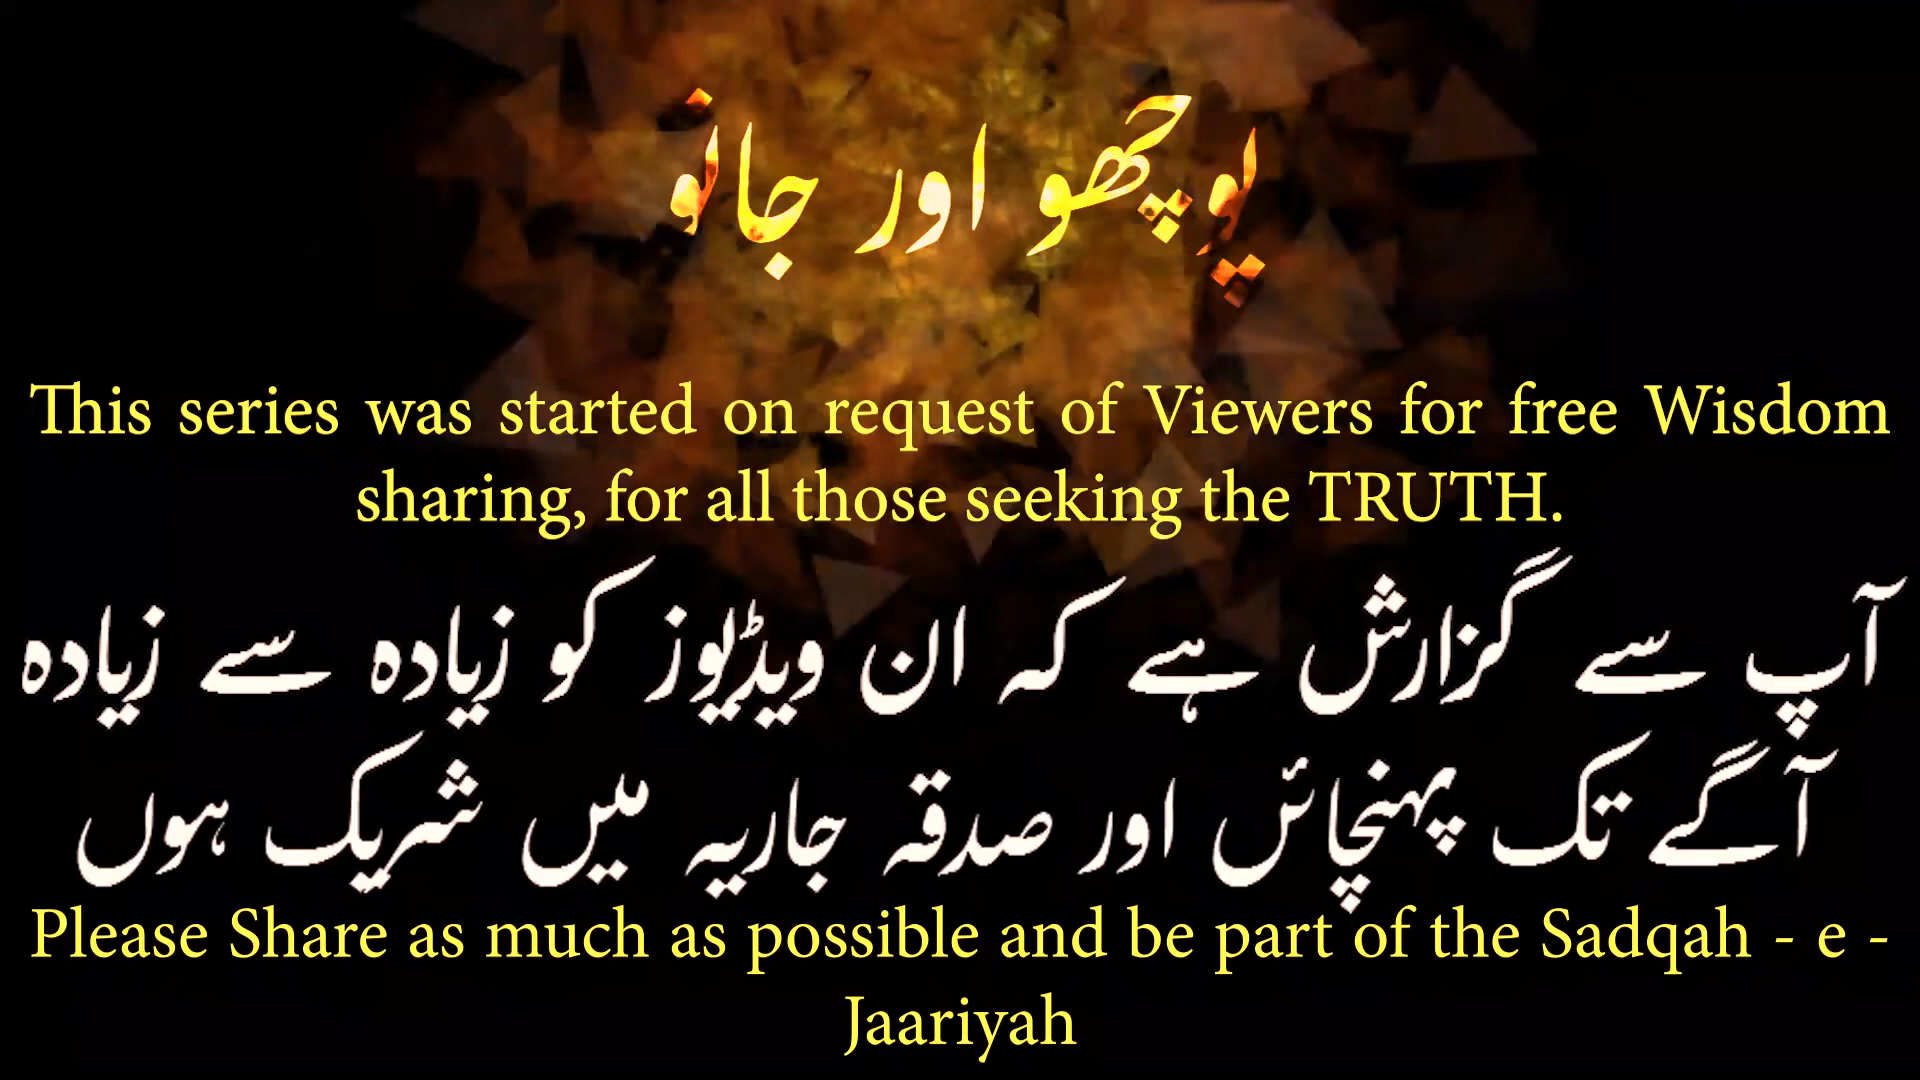 پوچھو اور جانو
This series was started on request of Viewers for free Wisdom
sharing, for all those seeking the TRUTH.
آپ سے گزارش ہے کہ ان ویڈیوز کو زیادہ سے زیادہ
آگے تک پہنچائں اور صدقہ جاریہ میں شریک ہوں
Please Share as much as possible and be part of the Sadqah - e -
Jaariyah